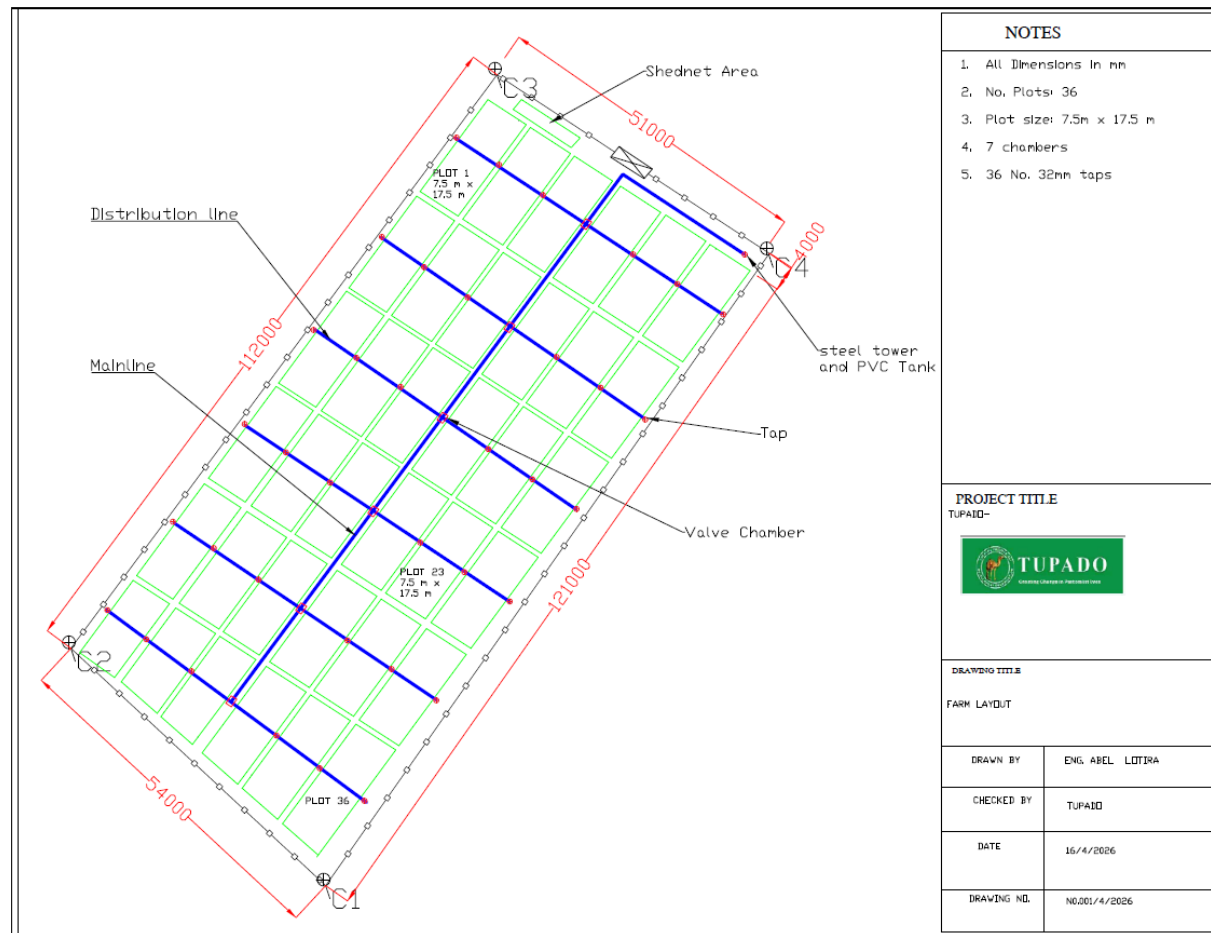 C3
Shednet Area
51000
PLOT 1
7.5 m x
17.5 m
4000
C4
Distribution line
112000
Mainline
steel tower
and PVC Tank
Tap
Valve Chamber
PLOT 23
7.5 m x
17.5 m
121000
C2
54000
PLOT 36
C1
NOTES
1. All Dimensions in mm
2. No. Plots: 36
3. Plot size: 7.5m x 17.5 m
4. 7 chambers
5. 36 No. 32mm taps
PROJECT TITLE
TUPADO-
TUPADO
DRAWING TITLE
FARM LAYOUT
DRAWN BY
ENG. ABEL LOTIRA
CHECKED BY
TUPADO
DATE
16/4/2026
DRAWING NO.
NO.001/4/2026